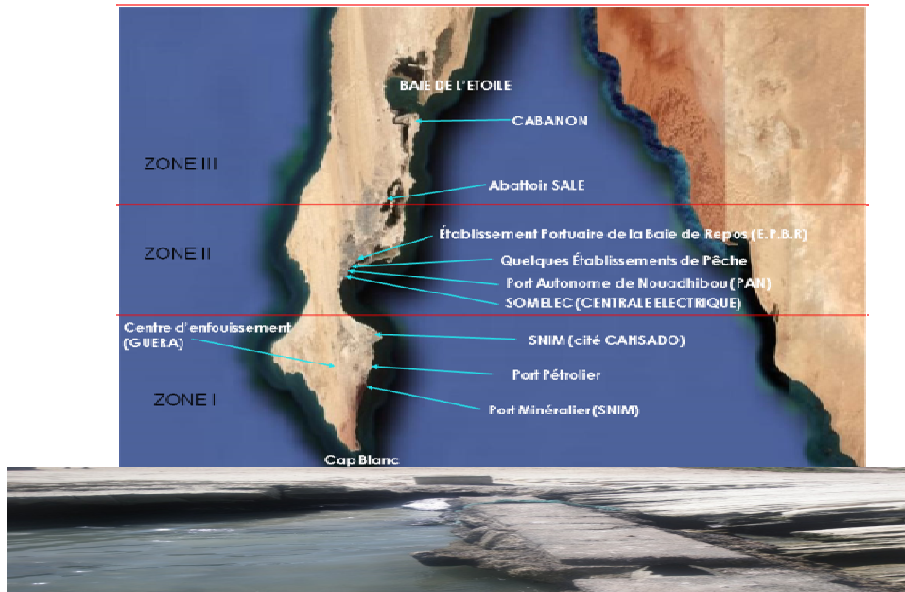 BAIE DE L'ETOILE
CABANON
ZONE III
Abattoir SALE
Établissement Portuaire de la Baie de Repos (E.P.B.R)
ZONE II
Quelques Établissements de Pêche
Port Autonome de Nouadhibou (PAN)
SOMELEC (CENTRALE ELECTRIQUE)
Centre d'enfouissement
(GUERA)
SNIM (cité CANSADO)
Port Pétrolier
ZONE I
Port Minéralier (SNIM)
Cap Blanc